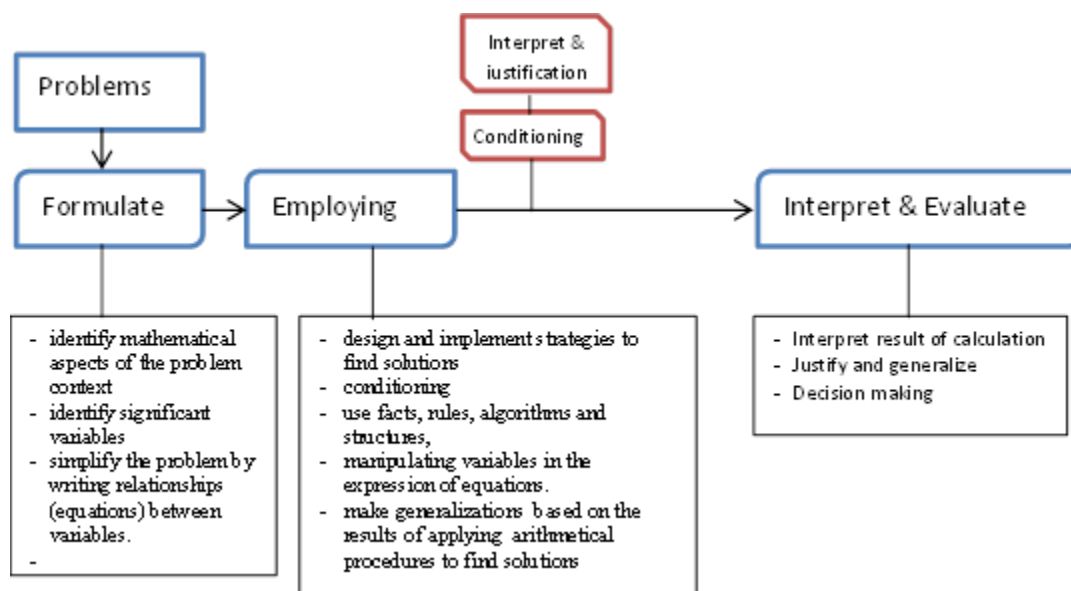 Problems
Interpret &
iustification
Conditioning
Formulate
Employing
Interpret & Evaluate
- identify mathematical
aspects of the problem
context
- identify significant
variables
- simplify the problem by
writing relationships
(equations) between
variables.
-
- design and implement strategies to
find solutions
- conditioning
- use facts, rules, algorithms and
structures,
- manipulating variables in the
expression of equations.
- make generalizations based on the
results of applying arithmetical
procedures to find solutions
- Interpret result of calculation
- Justify and generalize
- Decision making